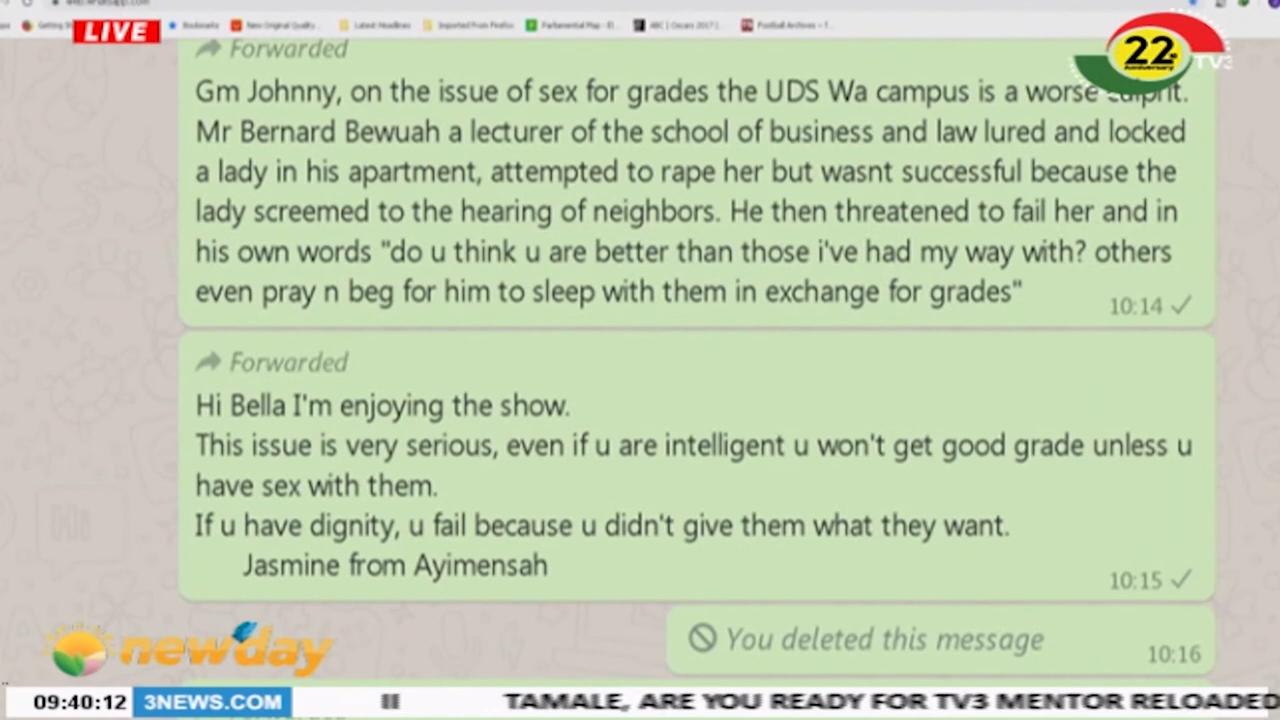 LIVE
22
Anniversary
TV3
Forwarded
Gm Johnny, on the issue of sex for grades the UDS Wa campus is a worse culprit.
Mr Bernard Bewuah a lecturer of the school of business and law lured and locked
a lady in his apartment, attempted to rape her but wasnt successful because the
lady screemed to the hearing of neighbors. He then threatened to fail her and in
his own words "do u think u are better than those i've had my way with? others
even pray n beg for him to sleep with them in exchange for grades"
10:14
Forwarded
Hi Bella I'm enjoying the show.
This issue is very serious, even if u are intelligent u won't get good grade unless u
have sex with them.
If u have dignity, u fail because u didn't give them what they want.
Jasmine from Ayimensah
10:15
You deleted this message
10:16
newday
09:40:12 3NEWS.COM TAMALE, ARE YOU READY FOR TV3 MENTOR RELOADED